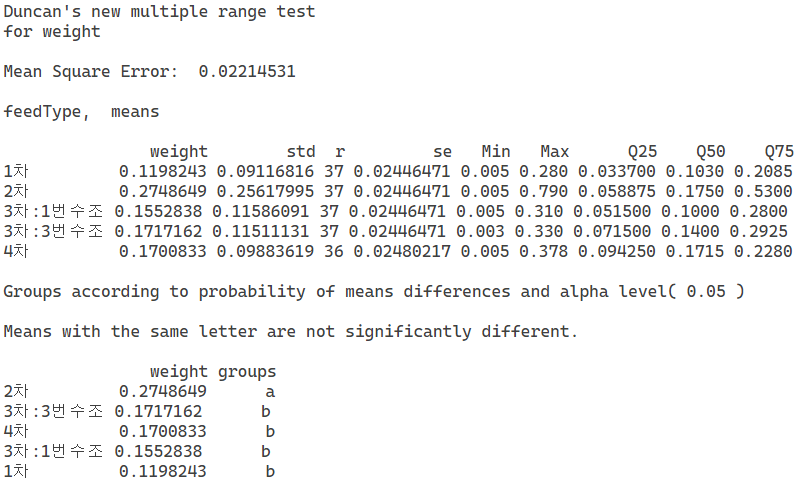 Duncan's new multiple range test
for weight
Mean Square Error:  0.02214531
feedType,  means
weight        std  r         se   Min   Max      Q25    Q50    Q75
1차         0.1198243 0.09116816 37 0.02446471 0.005 0.280 0.033700 0.1030 0.2085
2차         0.2748649 0.25617995 37 0.02446471 0.005 0.790 0.058875 0.1750 0.5300
3차:1번수조 0.1552838 0.11586091 37 0.02446471 0.005 0.310 0.051500 0.1000 0.2800
3차:3번수조 0.1717162 0.11511131 37 0.02446471 0.003 0.330 0.071500 0.1400 0.2925
4차         0.1700833 0.09883619 36 0.02480217 0.005 0.378 0.094250 0.1715 0.2280
Groups according to probability of means differences and alpha level( 0.05 )
Means with the same letter are not significantly different.
weight groups
2차         0.2748649      a
3차:3번수조 0.1717162      b
4차         0.1700833      b
3차:1번수조 0.1552838      b
1차         0.1198243      b